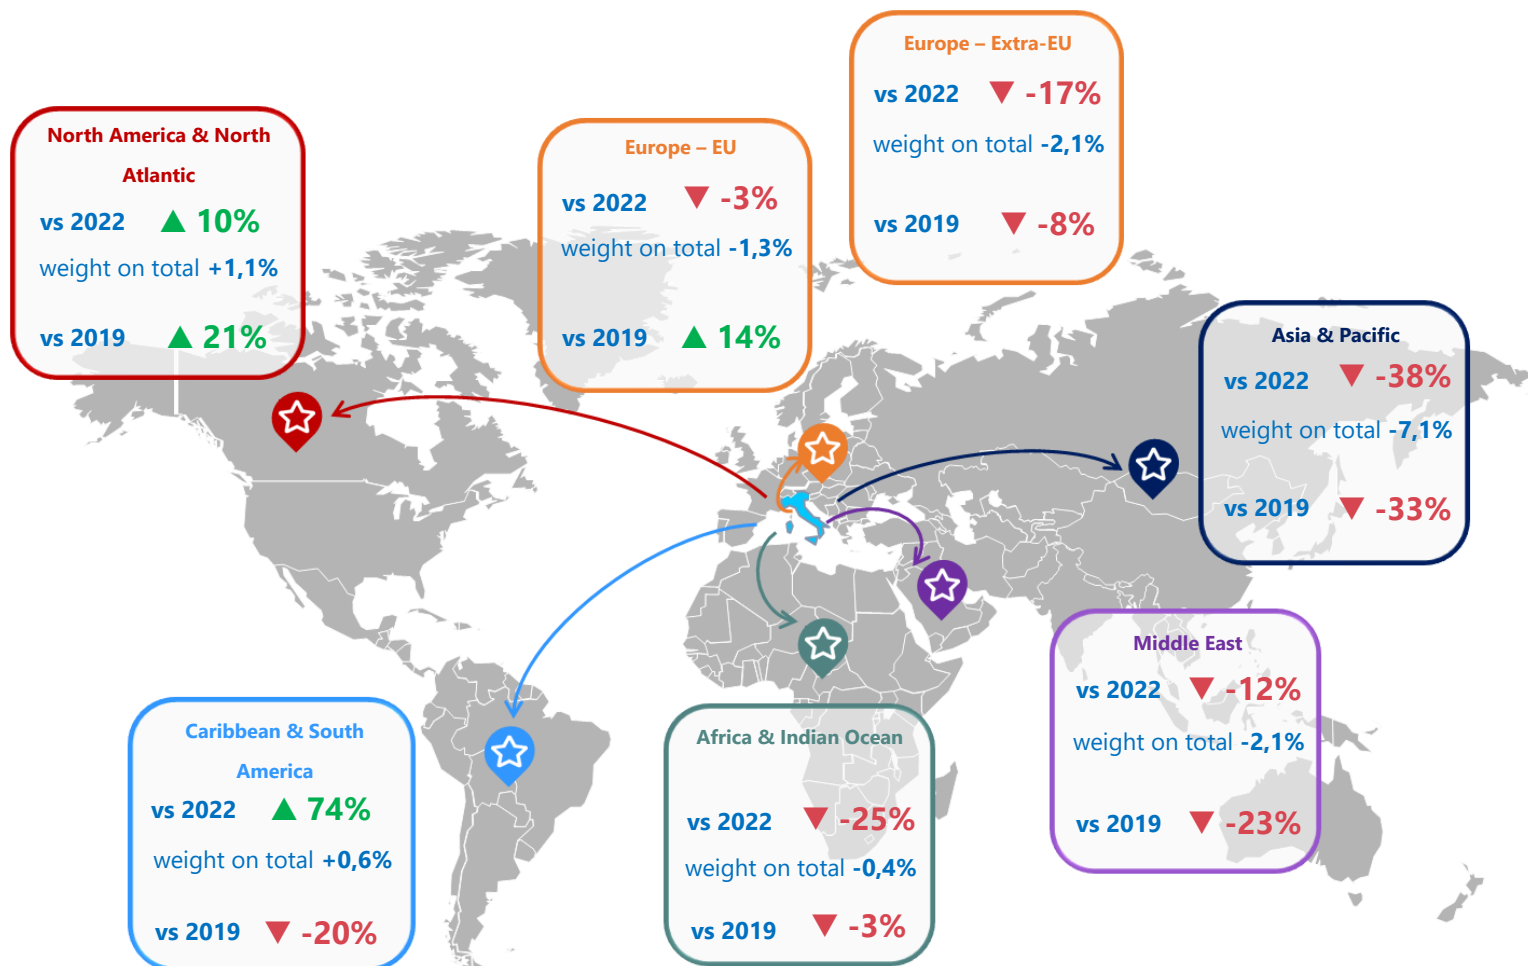 Europe – Extra-EU
vs 2022 ▼ -17%
weight on total -2,1%
vs 2019 ▼ -8%
North America & North
Atlantic
vs 2022 ▲ 10%
weight on total +1,1%
vs 2019 ▲ 21%
Europe – EU
vs 2022 ▼ -3%
weight on total -1,3%
vs 2019 ▲ 14%
Asia & Pacific
vs 2022 ▼ -38%
weight on total -7,1%
vs 2019 ▼ -33%
Middle East
vs 2022 ▼ -12%
weight on total -2,1%
vs 2019 ▼ -23%
Caribbean & South
America
vs 2022 ▲ 74%
weight on total +0,6%
vs 2019 ▼ -20%
Africa & Indian Ocean
vs 2022 ▼ -25%
weight on total -0,4%
vs 2019 ▼ -3%